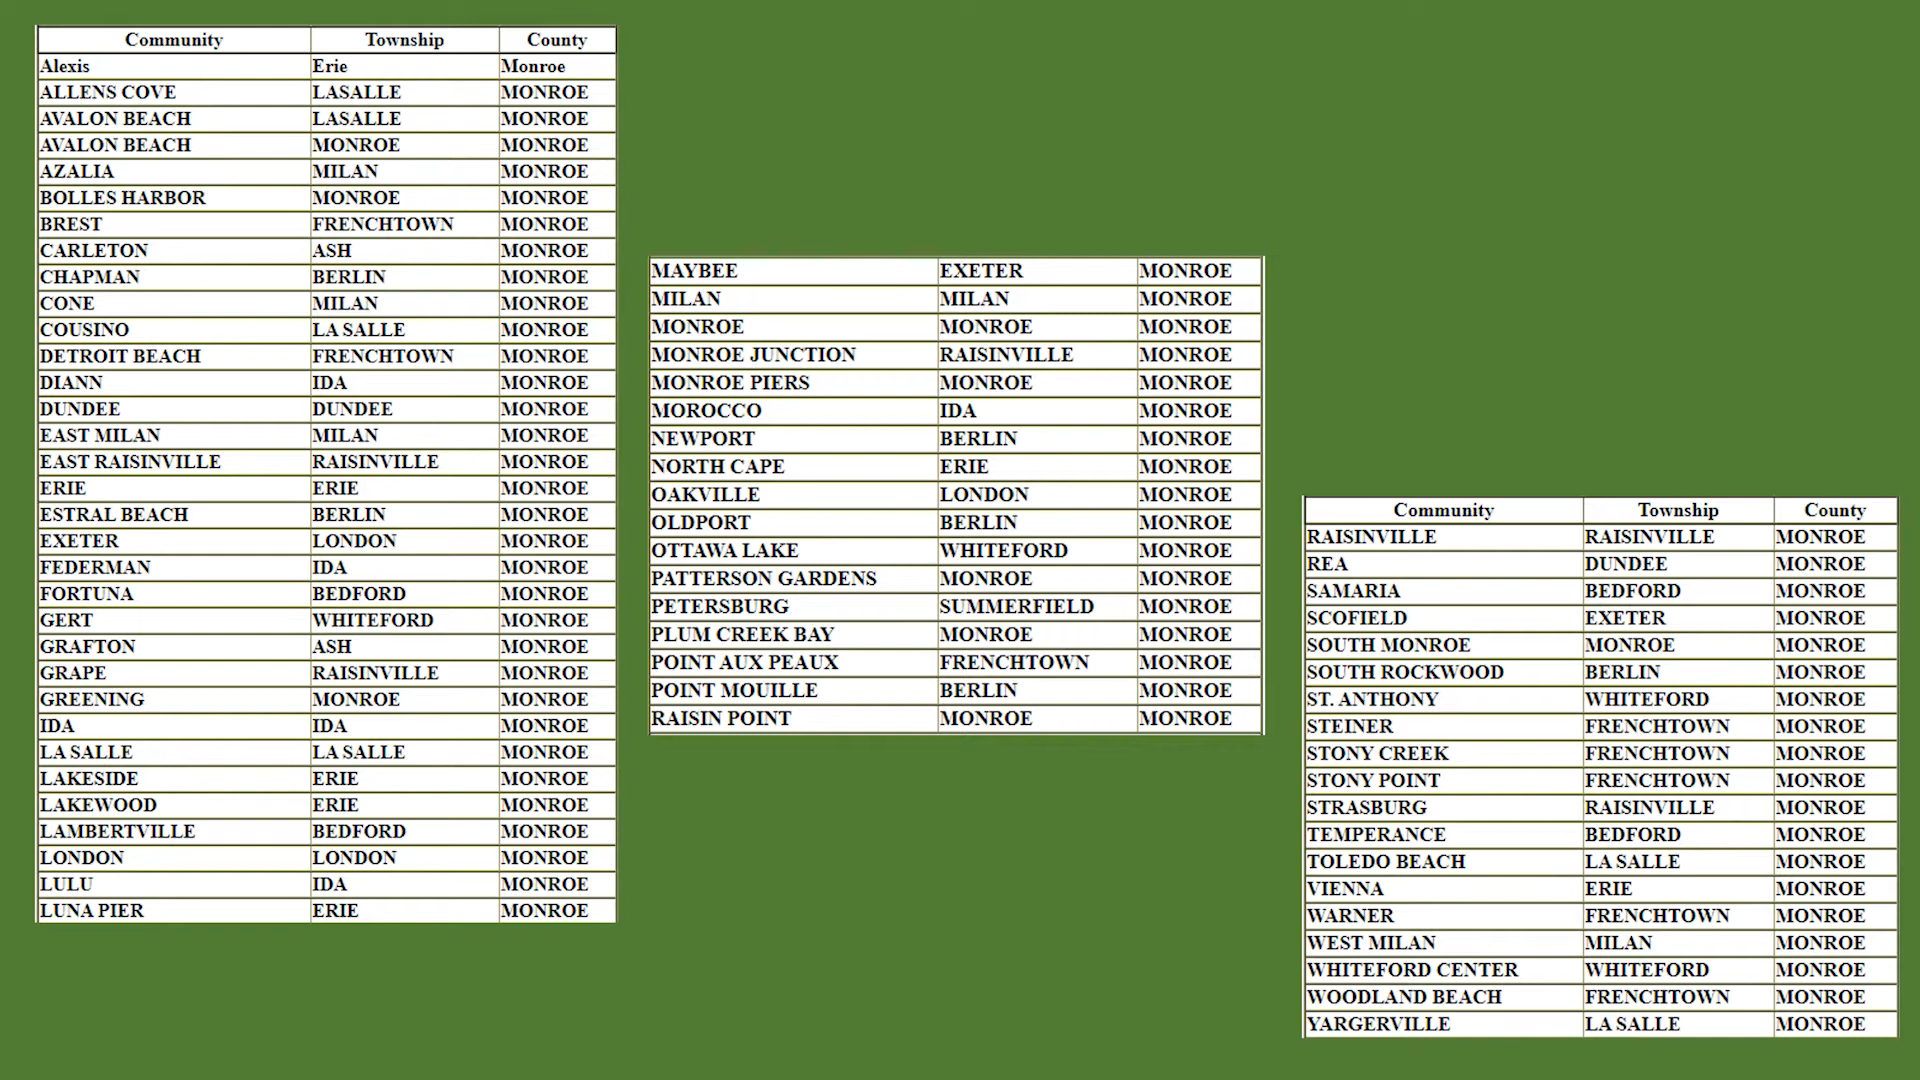 Community Township County
Alexis Erie Monroe
ALLENS COVE LASALLE MONROE
AVALON BEACH LASALLE MONROE
AVALON BEACH MONROE MONROE
AZALIA MILAN MONROE
BOLLES HARBOR MONROE MONROE
BREST FRENCHTOWN MONROE
CARLETON ASH MONROE
CHAPMAN BERLIN MONROE
CONE MILAN MONROE
COUSINO LA SALLE MONROE
DETROIT BEACH FRENCHTOWN MONROE
DIANN IDA MONROE
DUNDEE DUNDEE MONROE
EAST MILAN MILAN MONROE
EAST RAISINVILLE RAISINVILLE MONROE
ERIE ERIE MONROE
ESTRAL BEACH BERLIN MONROE
EXETER LONDON MONROE
FEDERMAN IDA MONROE
FORTUNA BEDFORD MONROE
GERT WHITEFORD MONROE
GRAFTON ASH MONROE
GRAPE RAISINVILLE MONROE
GREENING MONROE MONROE
IDA IDA MONROE
LA SALLE LA SALLE MONROE
LAKESIDE ERIE MONROE
LAKEWOOD ERIE MONROE
LAMBERTVILLE BEDFORD MONROE
LONDON LONDON MONROE
LULU IDA MONROE
LUNA PIER ERIE MONROE
MAYBEE EXETER MONROE
MILAN MILAN MONROE
MONROE MONROE MONROE
MONROE JUNCTION RAISINVILLE MONROE
MONROE PIERS MONROE MONROE
MOROCCO IDA MONROE
NEWPORT BERLIN MONROE
NORTH CAPE ERIE MONROE
OAKVILLE LONDON MONROE
OLDPORT BERLIN MONROE
OTTAWA LAKE WHITEFORD MONROE
PATTERSON GARDENS MONROE MONROE
PETERSBURG SUMMERFIELD MONROE
PLUM CREEK BAY MONROE MONROE
POINT AUX PEAUX FRENCHTOWN MONROE
POINT MOUILLE BERLIN MONROE
RAISIN POINT MONROE MONROE
Community Township County
RAISINVILLE RAISINVILLE MONROE
REA DUNDEE MONROE
SAMARIA BEDFORD MONROE
SCOFIELD EXETER MONROE
SOUTH MONROE MONROE MONROE
SOUTH ROCKWOOD BERLIN MONROE
ST. ANTHONY WHITEFORD MONROE
STEINER FRENCHTOWN MONROE
STONY CREEK FRENCHTOWN MONROE
STONY POINT FRENCHTOWN MONROE
STRASBURG RAISINVILLE MONROE
TEMPERANCE BEDFORD MONROE
TOLEDO BEACH LA SALLE MONROE
VIENNA ERIE MONROE
WARNER FRENCHTOWN MONROE
WEST MILAN MILAN MONROE
WHITEFORD CENTER WHITEFORD MONROE
WOODLAND BEACH FRENCHTOWN MONROE
YARGERVILLE LA SALLE MONROE